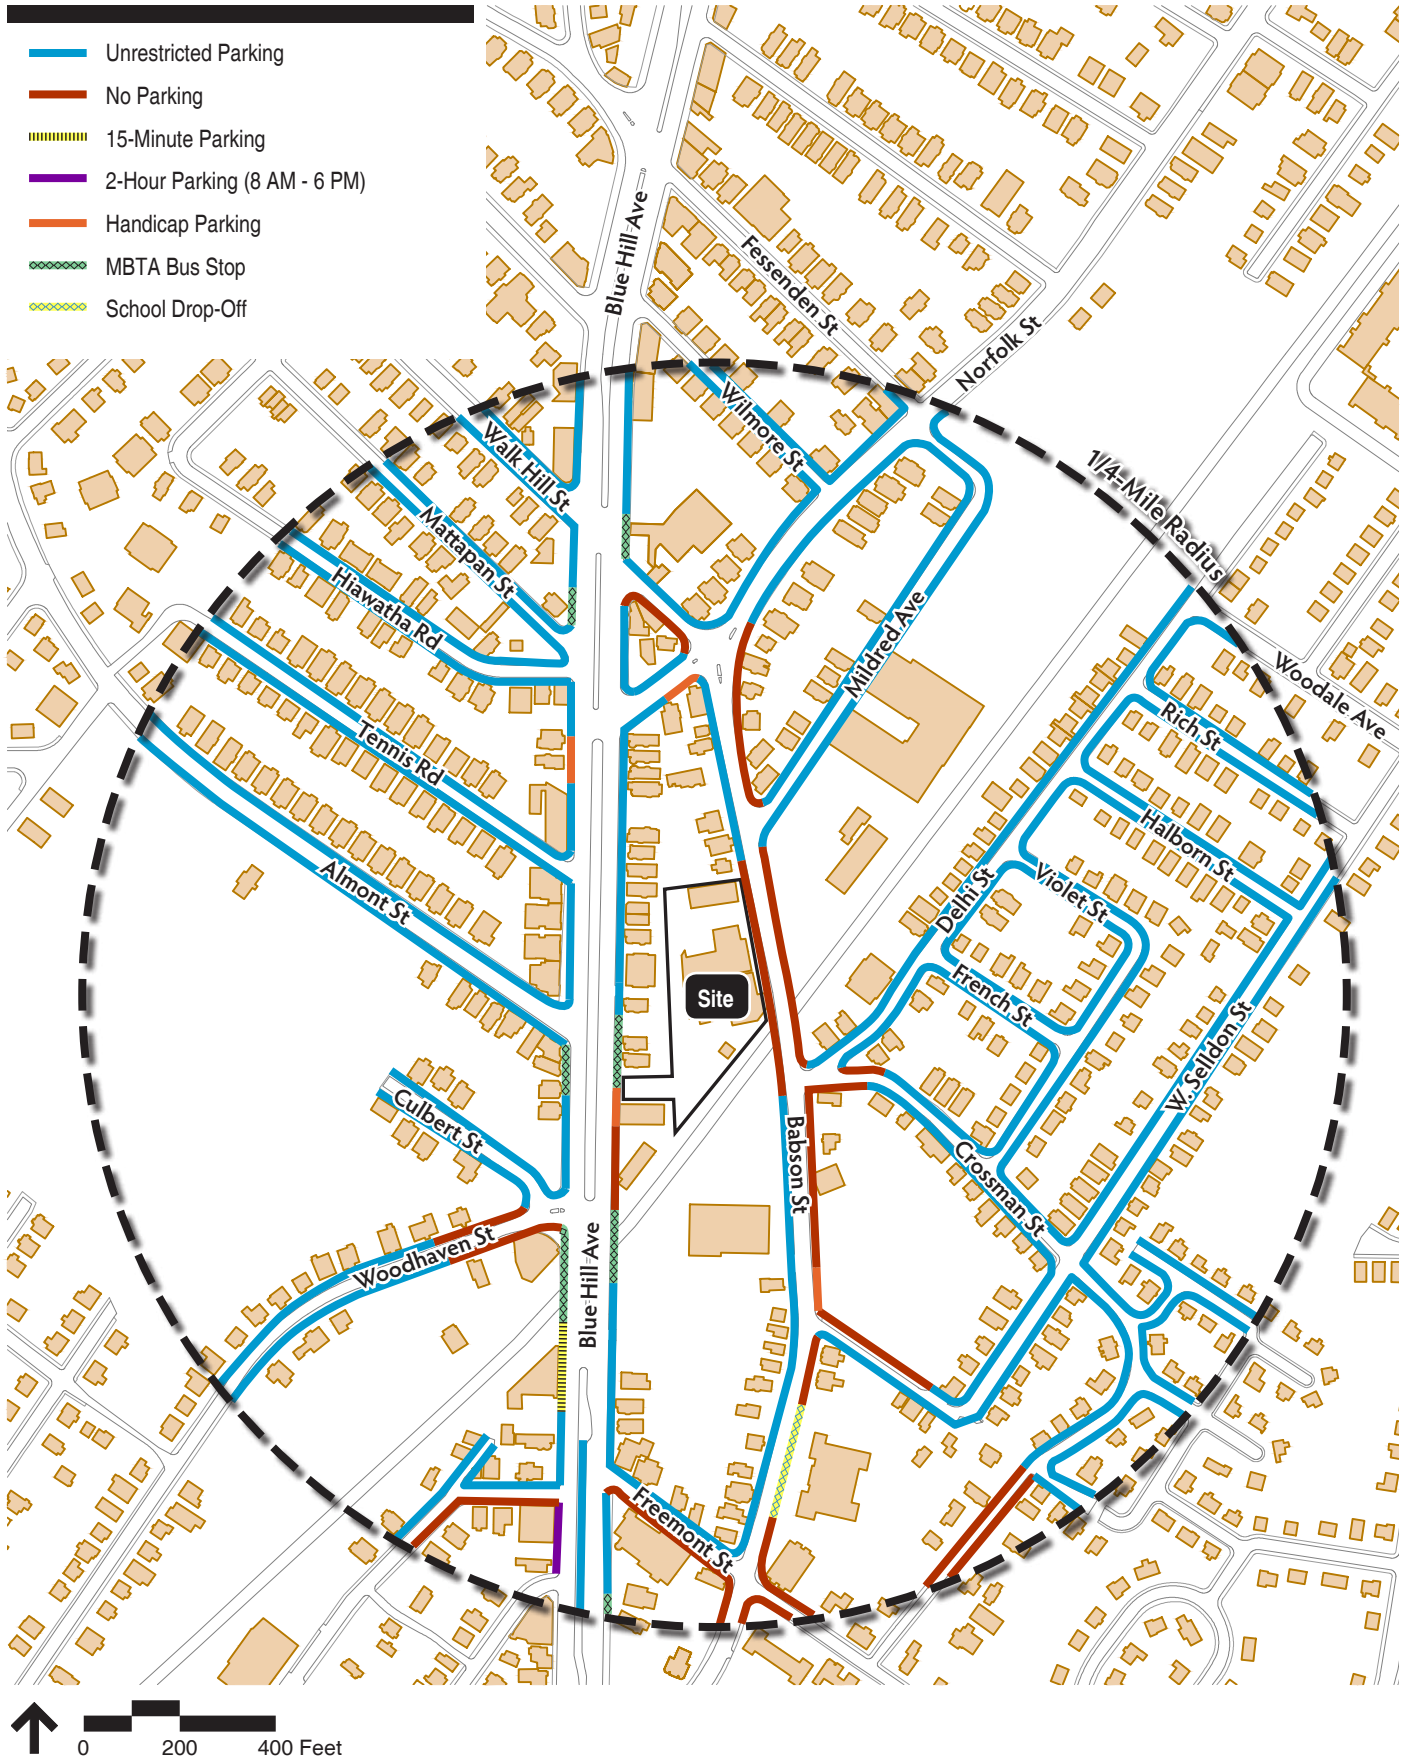 Unrestricted Parking
No Parking
15-Minute Parking
2-Hour Parking (8 AM - 6 PM)
Handicap Parking
MBTA Bus Stop
School Drop-Off
Blue Hill Ave
Fessenden St
Norfolk St
Wilmore St
Walk Hill St
1/4-Mile Radius
Mattapan St
Hiawatha Rd
Mildred Ave
Woodale Ave
Rich St
Tennis Rd
Halborn St
Almont St
Delhi St
Violet St
Site
French St
W. Selldon St
Culbert St
Babson St
Crossman St
Woodhaven St
Blue Hill Ave
Freemont St
0 200 400 Feet